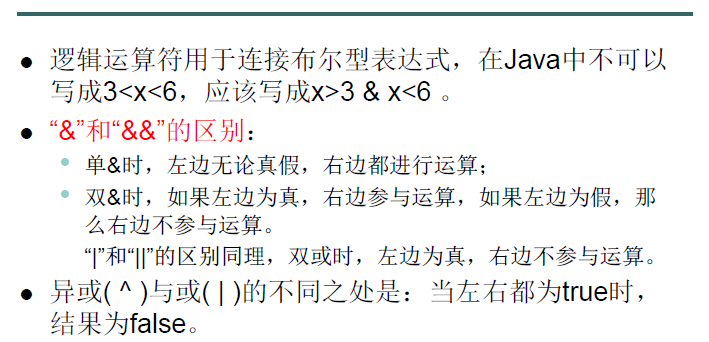 逻辑运算符用于连接布尔型表达式，在Java中不可以
写成3<x<6，应该写成x>3 & x<6 。
“&”和“&&”的区别：
单&时，左边无论真假，右边都进行运算；
双&时，如果左边为真，右边参与运算，如果左边为假，那
么右边不参与运算。
“|”和“||”的区别同理，双或时，左边为真，右边不参与运算。
异或( ^ )与或( | )的不同之处是：当左右都为true时，
结果为false。